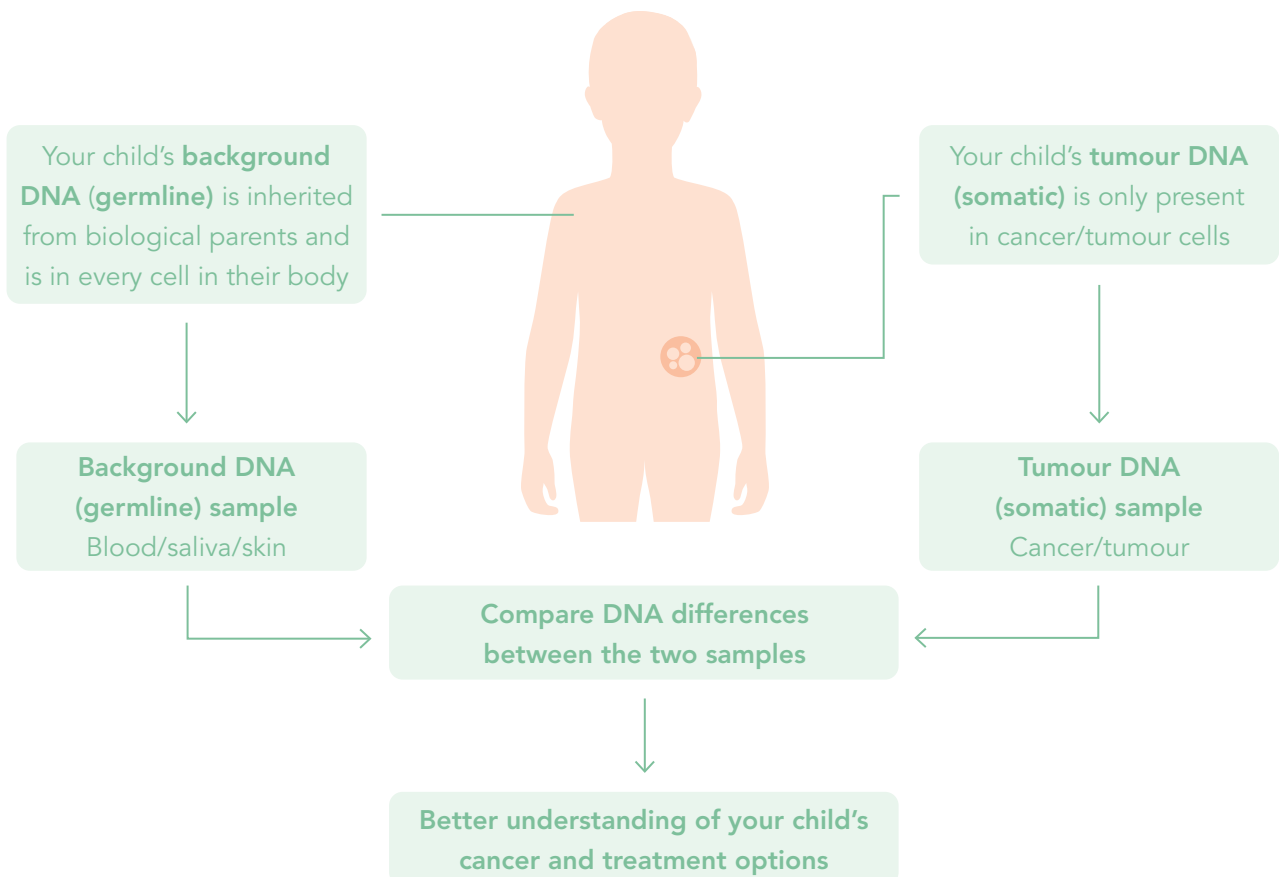 Your child's background
DNA (germline) is inherited
from biological parents and
is in every cell in their body
Your child's tumour DNA
(somatic) is only present
in cancer/tumour cells
Background DNA
(germline) sample
Blood/saliva/skin
Tumour DNA
(somatic) sample
Cancer/tumour
Compare DNA differences
between the two samples
Better understanding of your child's
cancer and treatment options